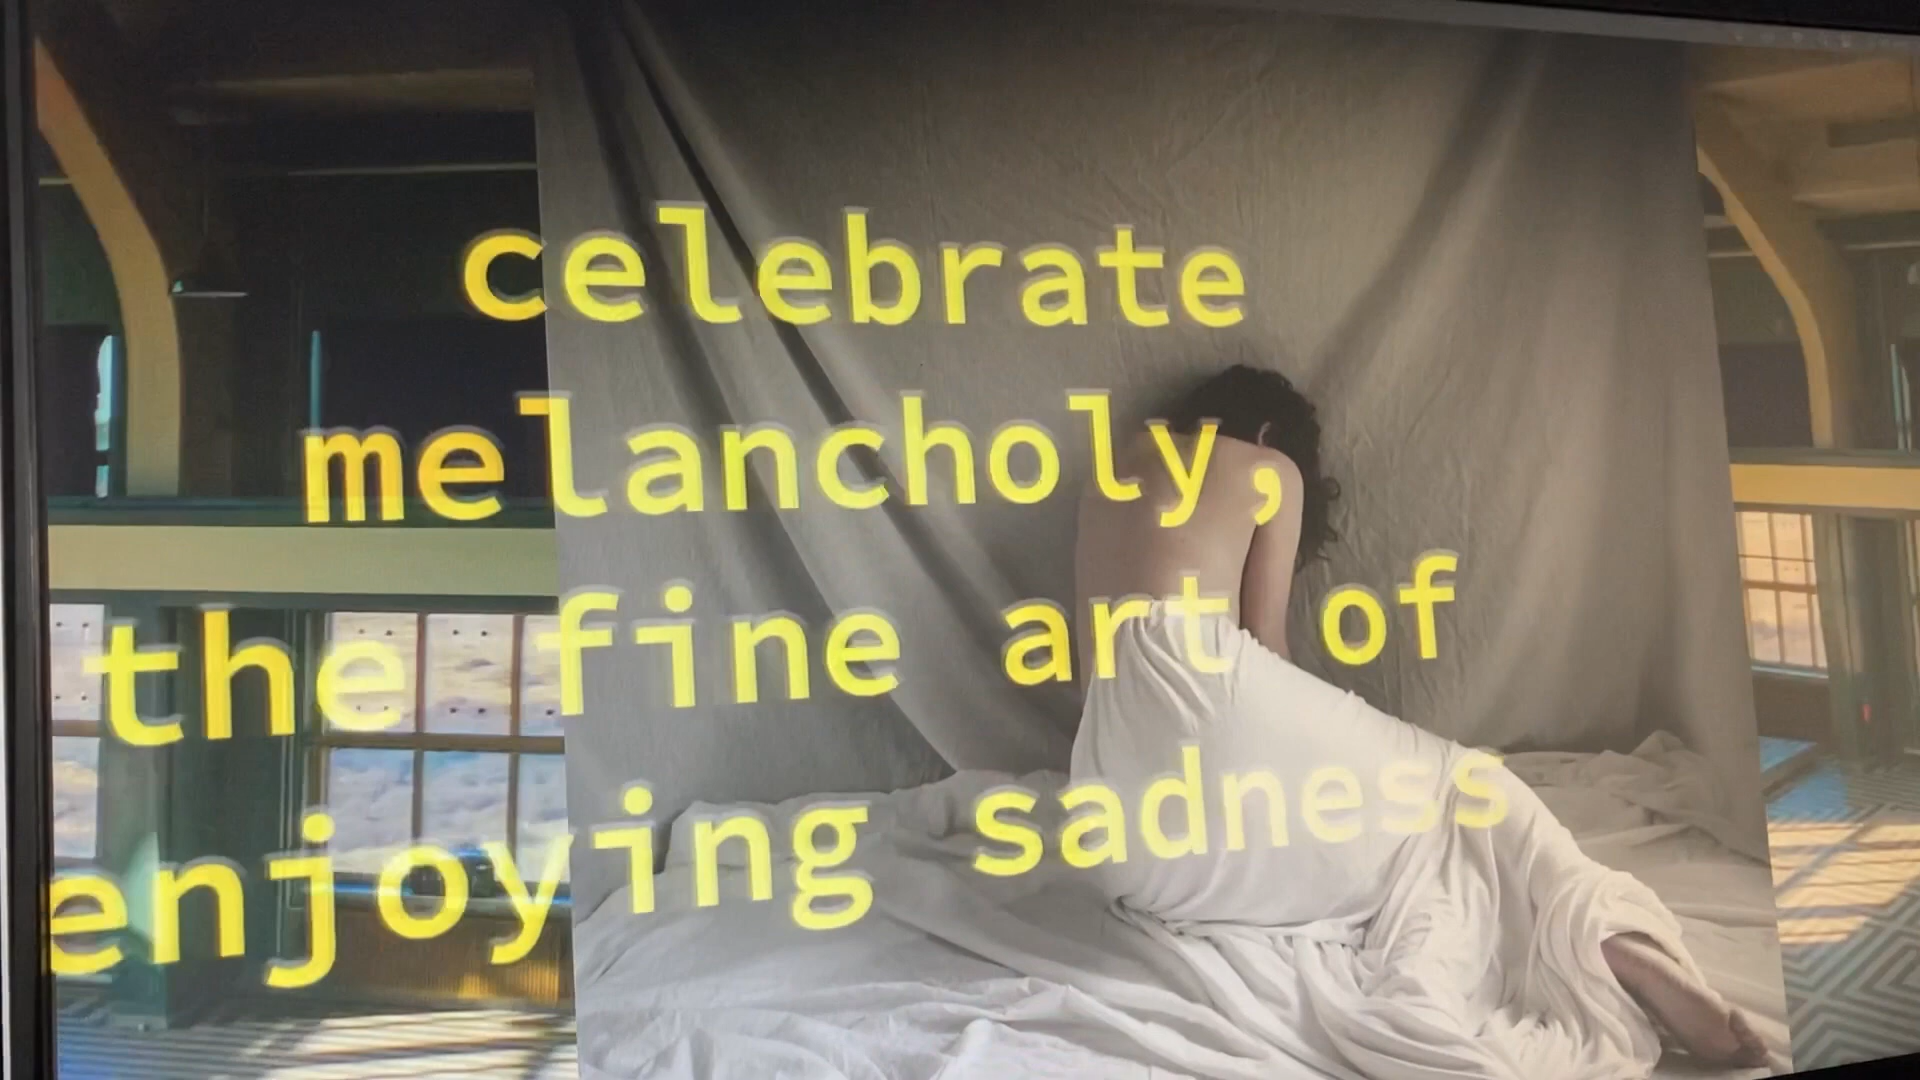 celebrate
melancholy,
the fine art of
enjoying sadness